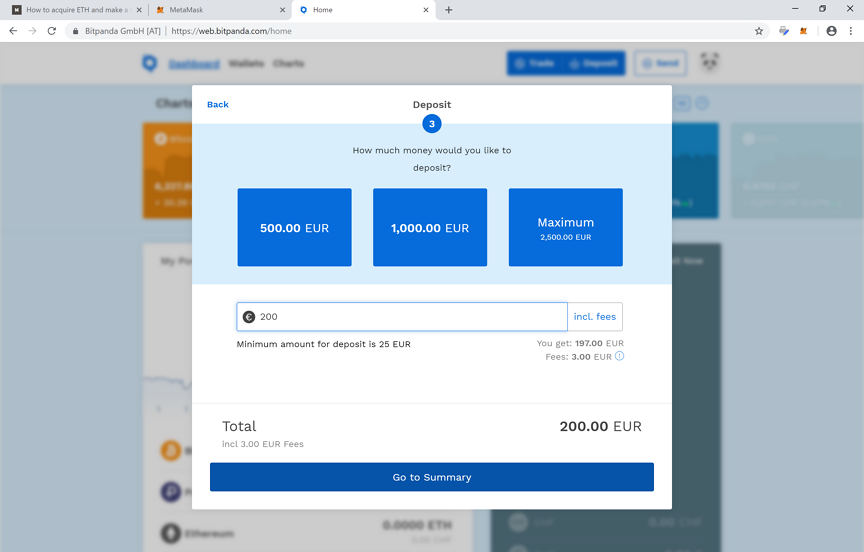 How to acquire ETH and make a
MetaMask
Home
Bitpanda GmbH [AT]
https://web.bitpanda.com/home
Dashboard
Wallets
Charts
Trade
Deposit
Send
Charts
Back
Deposit
3
How much money would you like to
deposit?
500.00 EUR
1,000.00 EUR
Maximum
2,500.00 EUR
€ 200
incl. fees
Minimum amount for deposit is 25 EUR
You get: 197.00 EUR
Fees: 3.00 EUR
Total
200.00 EUR
incl 3.00 EUR Fees
Go to Summary
Ethereum
0.0000 ETH